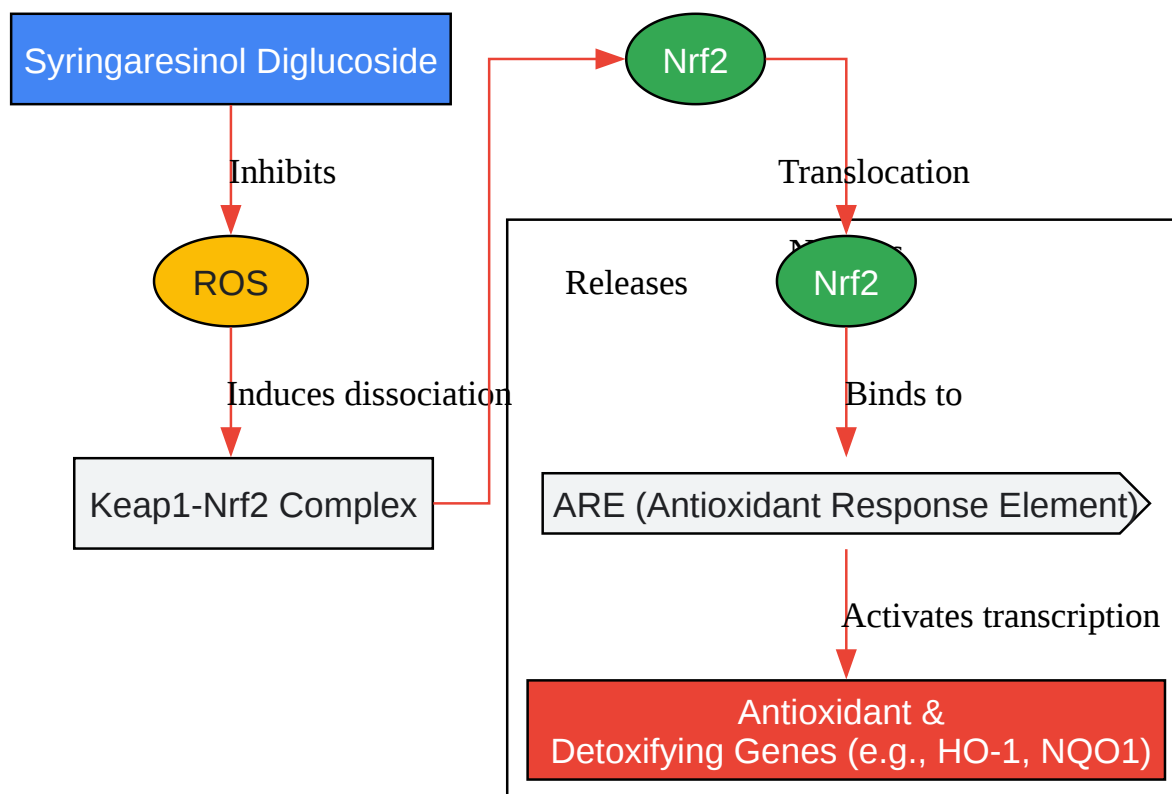 Syringaresinol Diglucoside
Nrf2
Inhibits
Translocation
ROS
Releases
Nrf2
Induces dissociation
Binds to
Keap1-Nrf2 Complex
ARE (Antioxidant Response Element)
Activates transcription
Antioxidant &
Detoxifying Genes (e.g., HO-1, NQO1)